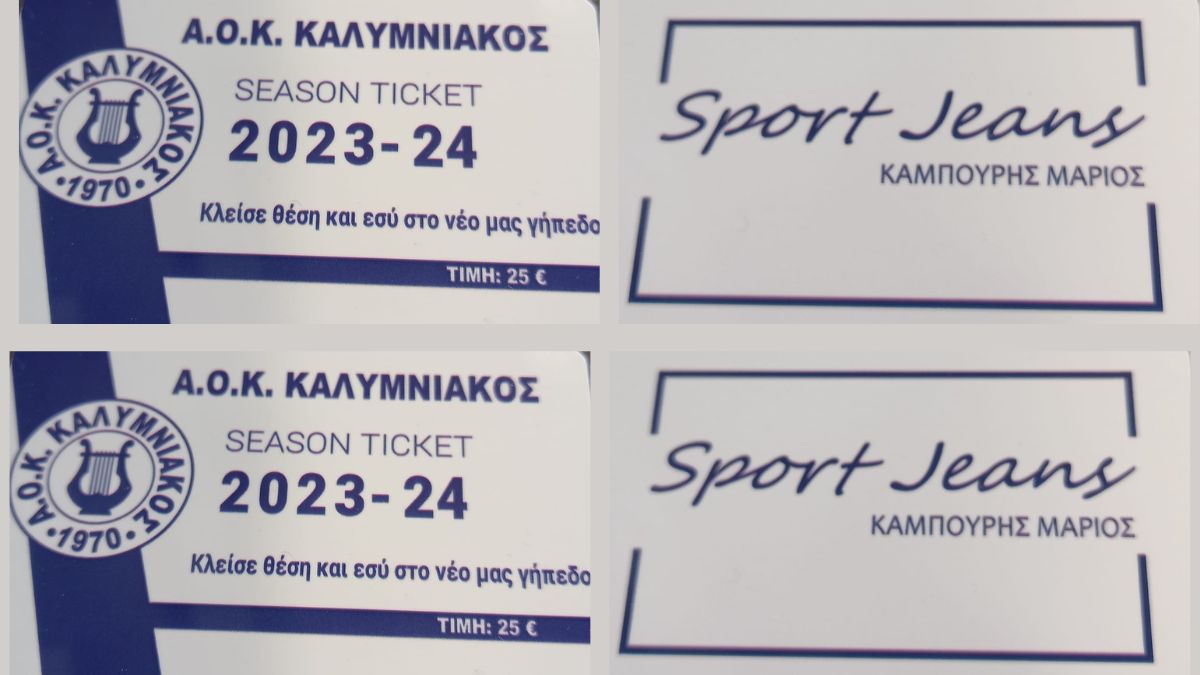 Α.Ο.Κ. ΚΑΛΥΜΝΙΑΚΟΣ
SEASON TICKET
2023-24
Α.Ο.Κ. ΚΑΛΥΜΝΙΑΚΟΣ
•1970•
Κλείσε θέση και εσύ στο νέο μας γήπεδο
ΤΙΜΗ: 25 €
Sport Jeans
ΚΑΜΠΟΥΡΗΣ ΜΑΡΙΟΣ
Α.Ο.Κ. ΚΑΛΥΜΝΙΑΚΟΣ
SEASON TICKET
2023-24
Α.Ο.Κ. ΚΑΛΥΜΝΙΑΚΟΣ
•1970•
Κλείσε θέση και εσύ στο νέο μας γήπεδο
ΤΙΜΗ: 25 €
Sport Jeans
ΚΑΜΠΟΥΡΗΣ ΜΑΡΙΟΣ